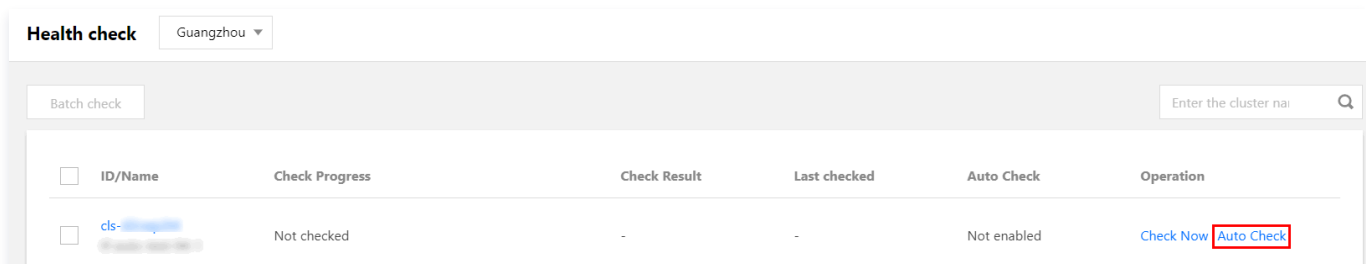 Health check Guangzhou
Batch check Enter the cluster nai
ID/Name Check Progress Check Result Last checked Auto Check Operation
cls-
Not checked - - Not enabled Check Now Auto Check